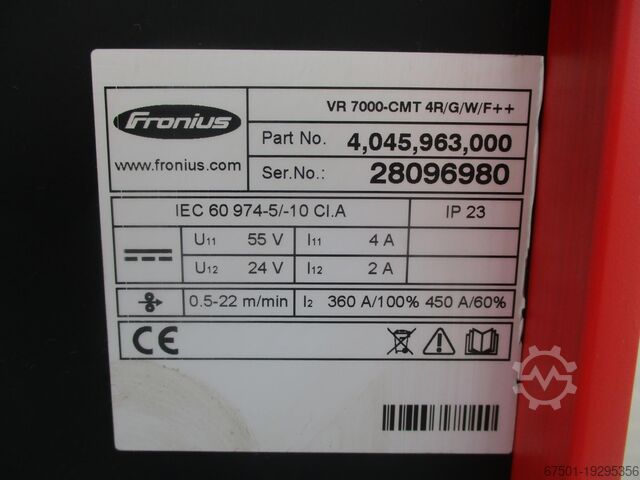 Fronius
www.fronius.com
VR 7000-CMT 4R/G/W/F++
Part No. 4,045,963,000
Ser.No.: 28096980
IEC 60 974-5/-10 Cl.A IP 23
U11 55 V I11 4 A
U12 24 V I12 2 A
0.5-22 m/min I2 360 A/100% 450 A/60%
CE
67501-19295356